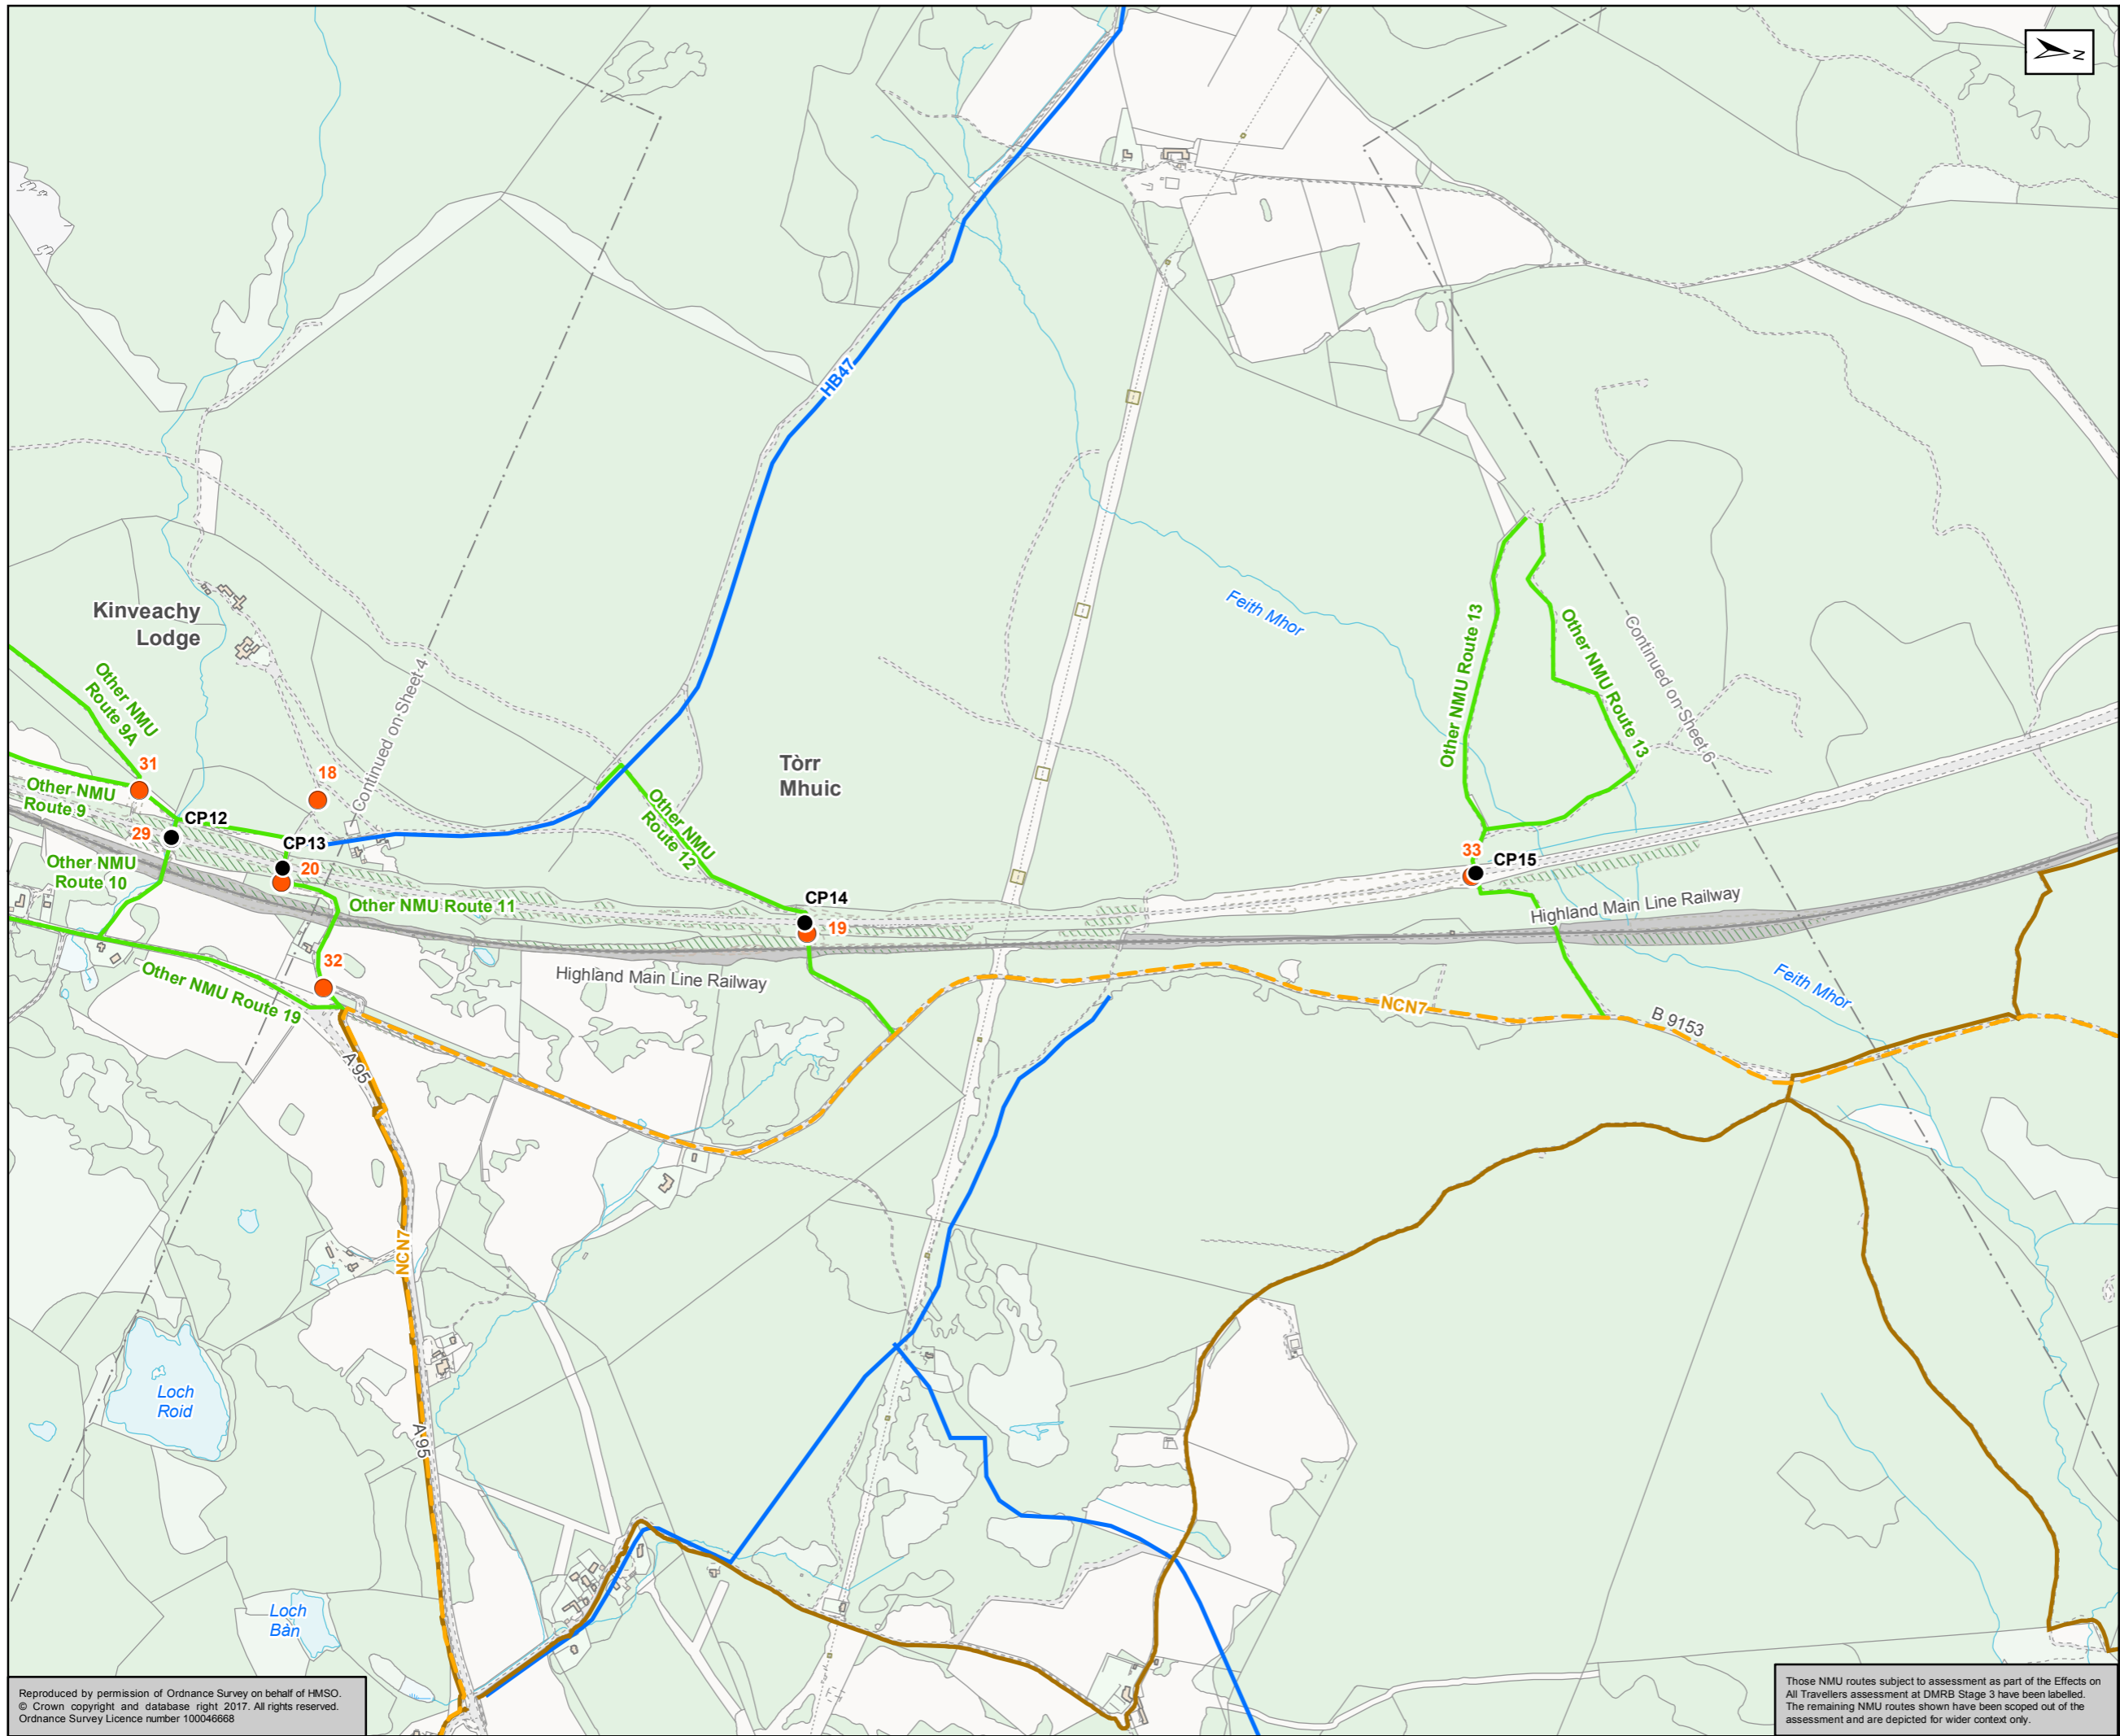 N
HB47
Kinveachy
Lodge
Continued on Sheet 4
Feith Mhor
Other NMU Route 13
Other NMU Route 13
Continued on Sheet 6
Other NMU
Route 9A
31
18
Tòrr
Mhuic
Other NMU
Route 9
29
CP12
CP13
20
Other NMU
Route 10
Other NMU Route 11
Other NMU
Route 12
CP14
19
33
CP15
Highland Main Line Railway
Highland Main Line Railway
32
Other NMU Route 19
Feith Mhor
NCN7
B 9153
A 95
NCN7
Loch
Roid
A 95
Loch
Bàn
Reproduced by permission of Ordnance Survey on behalf of HMSO.
© Crown copyright and database right 2017. All rights reserved.
Ordnance Survey Licence number 100046668
Those NMU routes subject to assessment as part of the Effects on
All Travellers assessment at DMRB Stage 3 have been labelled.
The remaining NMU routes shown have been scoped out of the
assessment and are depicted for wider context only.